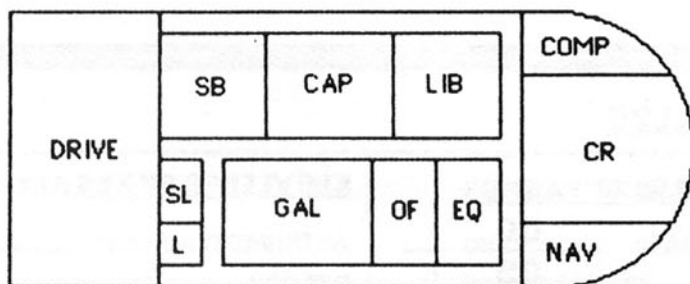 COMP
SB CAP LIB
DRIVE CR
SL GAL OF EQ
L NAV